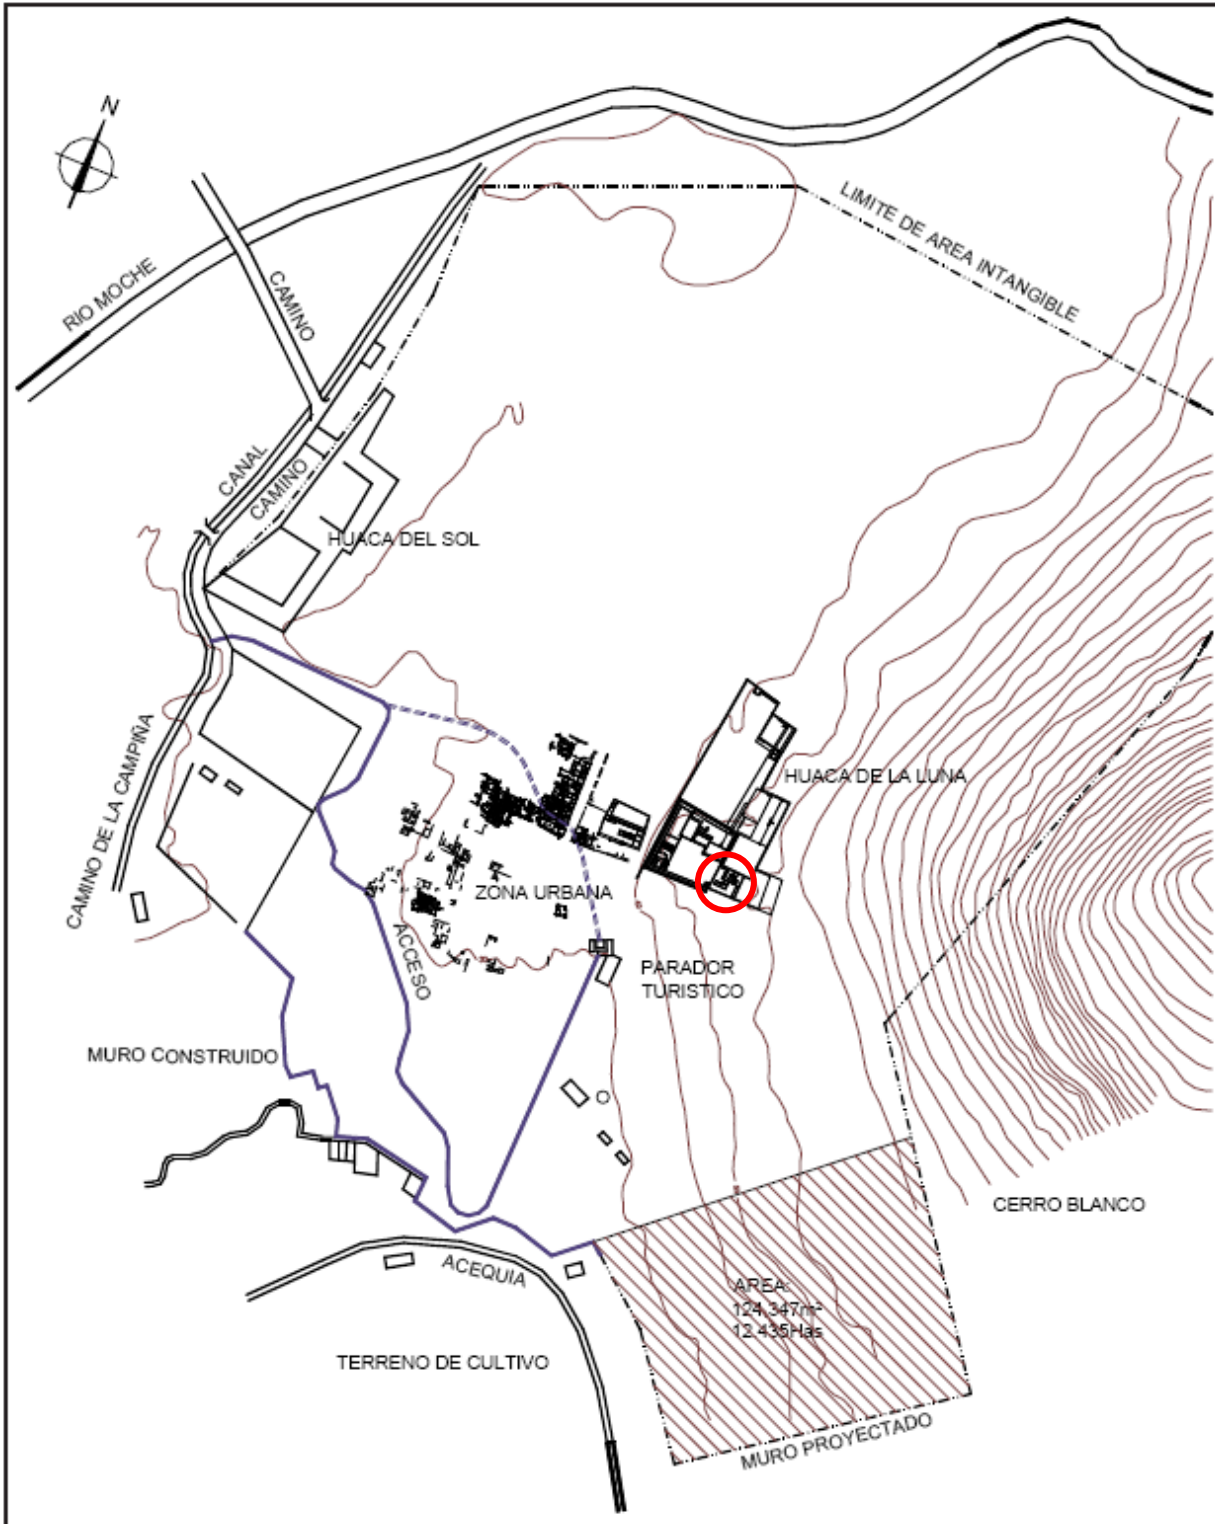 N
LIMITE DE AREA INTANGIBLE
RIO MOCHE
CAMINO
CANAL
CAMINO
HUACA DEL SOL
CAMINO DE LA CAMPIÑA
HUACA DE LA LUNA
ZONA URBANA
ACCESO
PARADOR
TURISTICO
MURO CONSTRUIDO
CERRO BLANCO
ACEQUIA
AREA:
124,347m²
12.435Has
TERRENO DE CULTIVO
MURO PROYECTADO